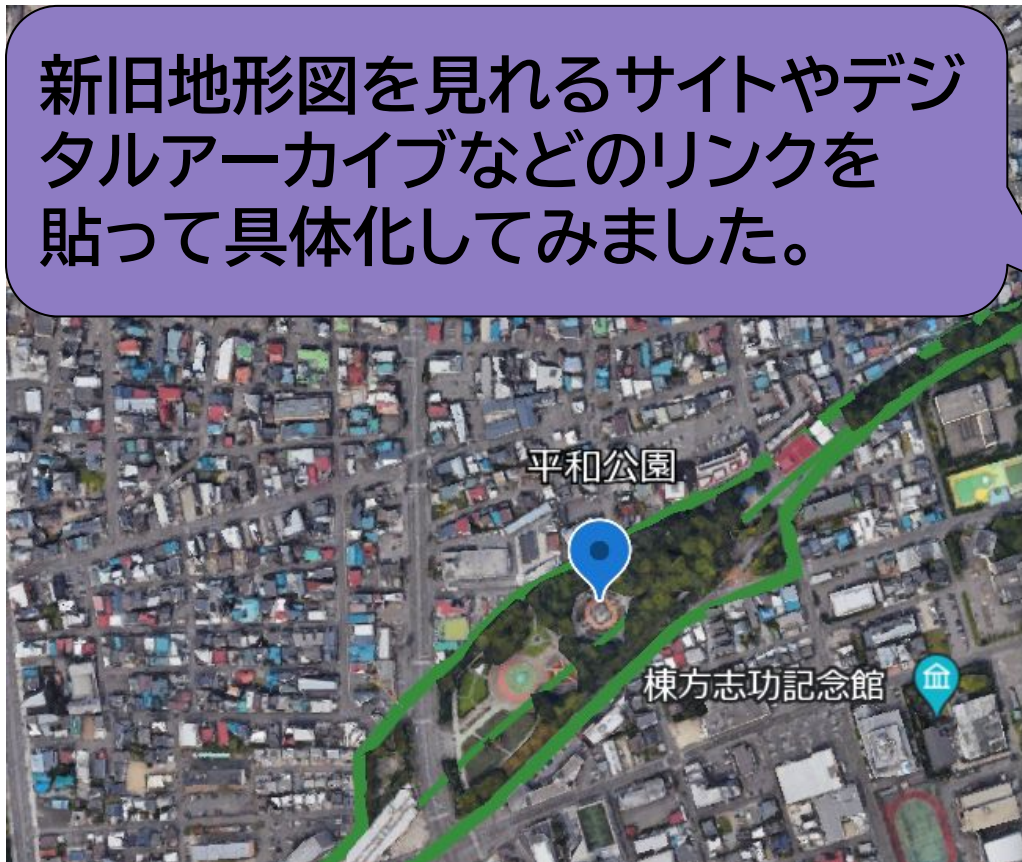 新旧地形図を見れるサイトやデジ
タルアーカイブなどのリンクを
貼って具体化してみました。
平和公園
棟方志功記念館